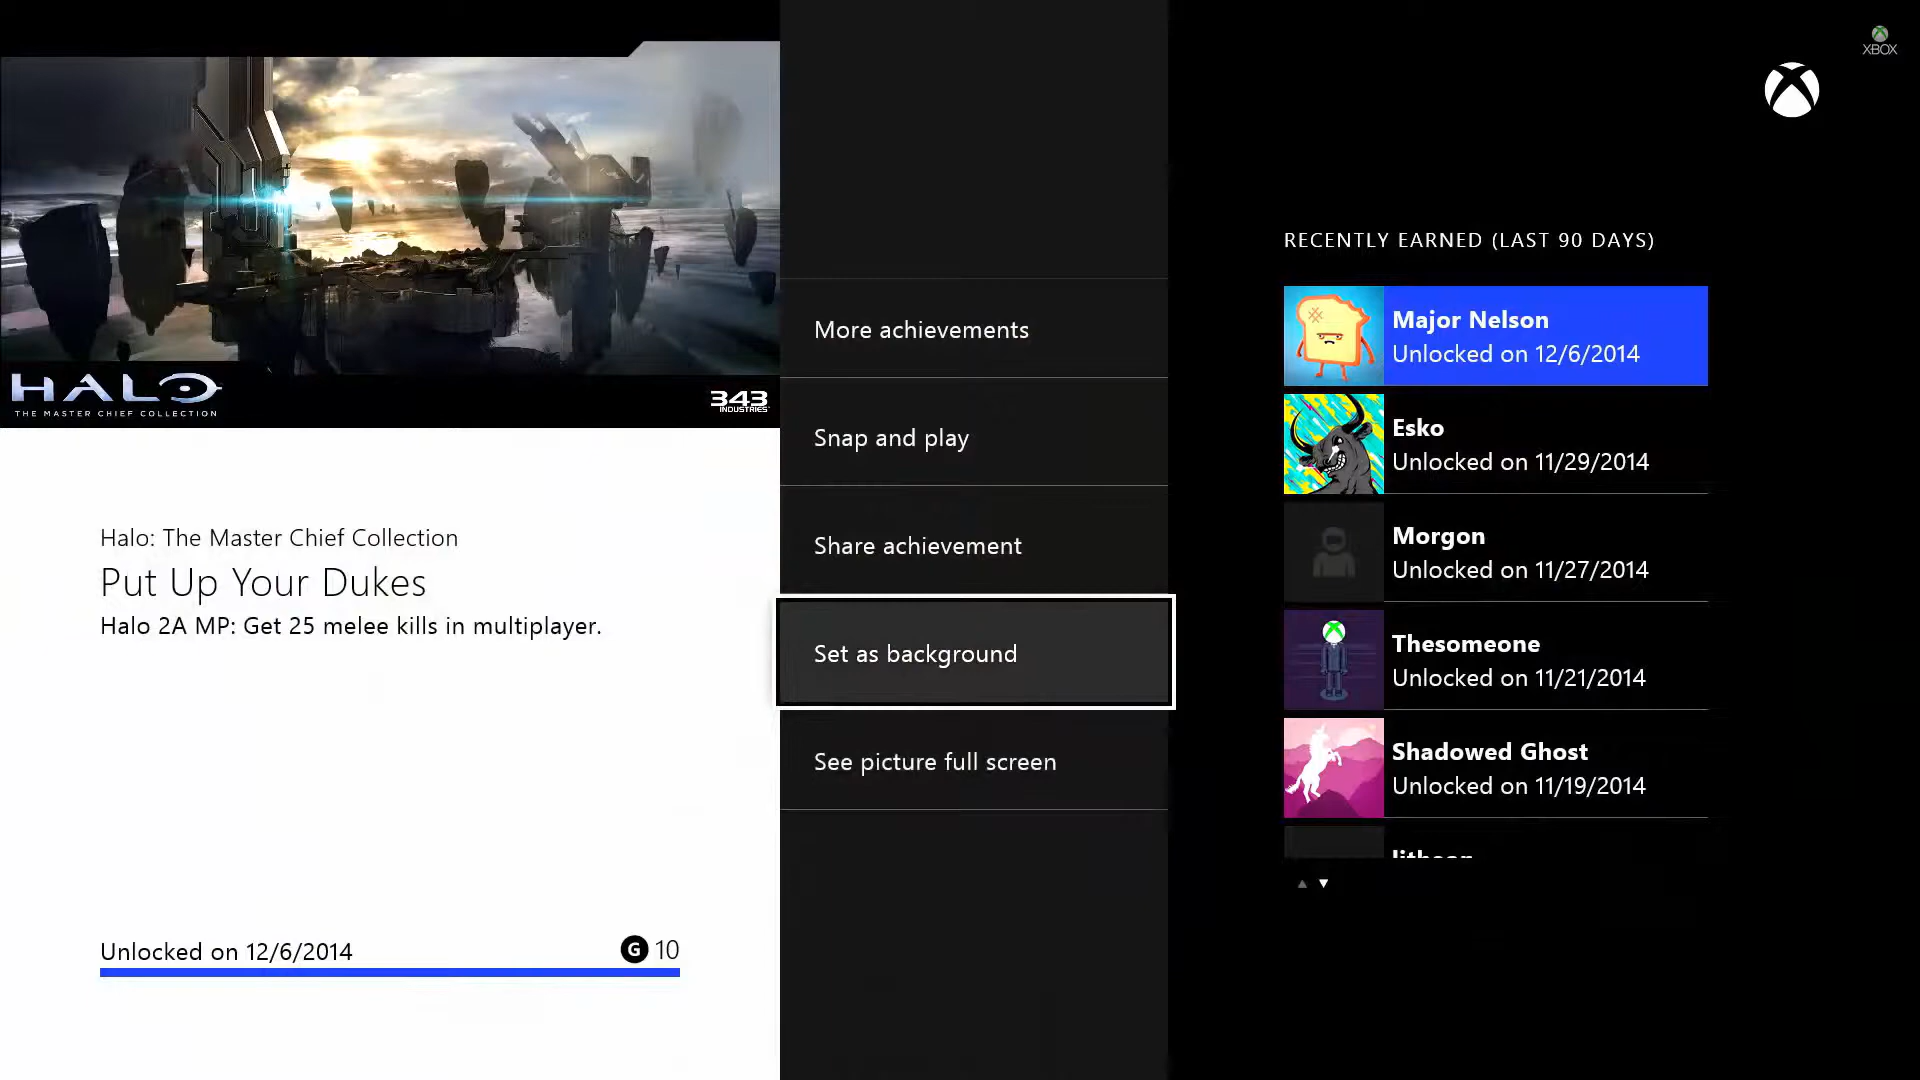 HALO
THE MASTER CHIEF COLLECTION
343
INDUSTRIES
Halo: The Master Chief Collection
Put Up Your Dukes
Halo 2A MP: Get 25 melee kills in multiplayer.
Unlocked on 12/6/2014
G 10
More achievements
Snap and play
Share achievement
Set as background
See picture full screen
XBOX
RECENTLY EARNED (LAST 90 DAYS)
Major Nelson
Unlocked on 12/6/2014
Esko
Unlocked on 11/29/2014
Morgon
Unlocked on 11/27/2014
Thesomeone
Unlocked on 11/21/2014
Shadowed Ghost
Unlocked on 11/19/2014